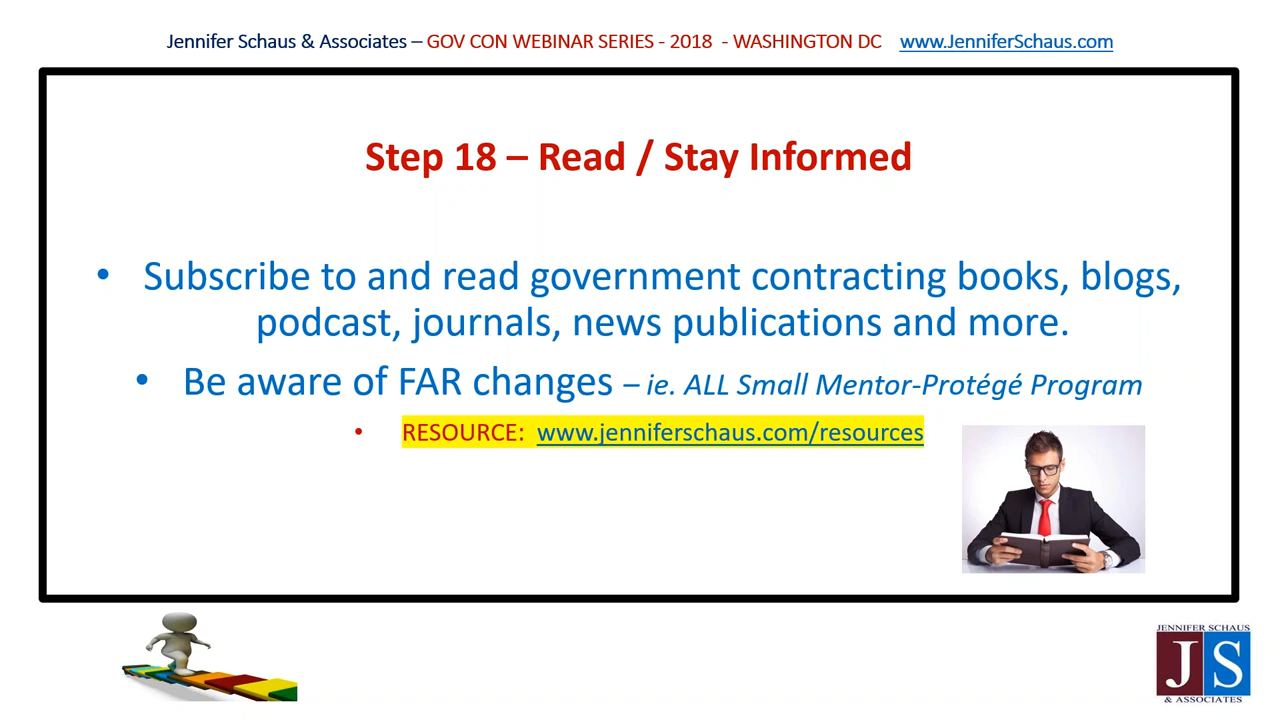 Jennifer Schaus & Associates – GOV CON WEBINAR SERIES - 2018 - WASHINGTON DC www.JenniferSchaus.com
Step 18 – Read / Stay Informed
• Subscribe to and read government contracting books, blogs,
podcast, journals, news publications and more.
• Be aware of FAR changes – ie. ALL Small Mentor-Protégé Program
• RESOURCE: www.jenniferschaus.com/resources
JENNIFER SCHAUS
JS
& ASSOCIATES